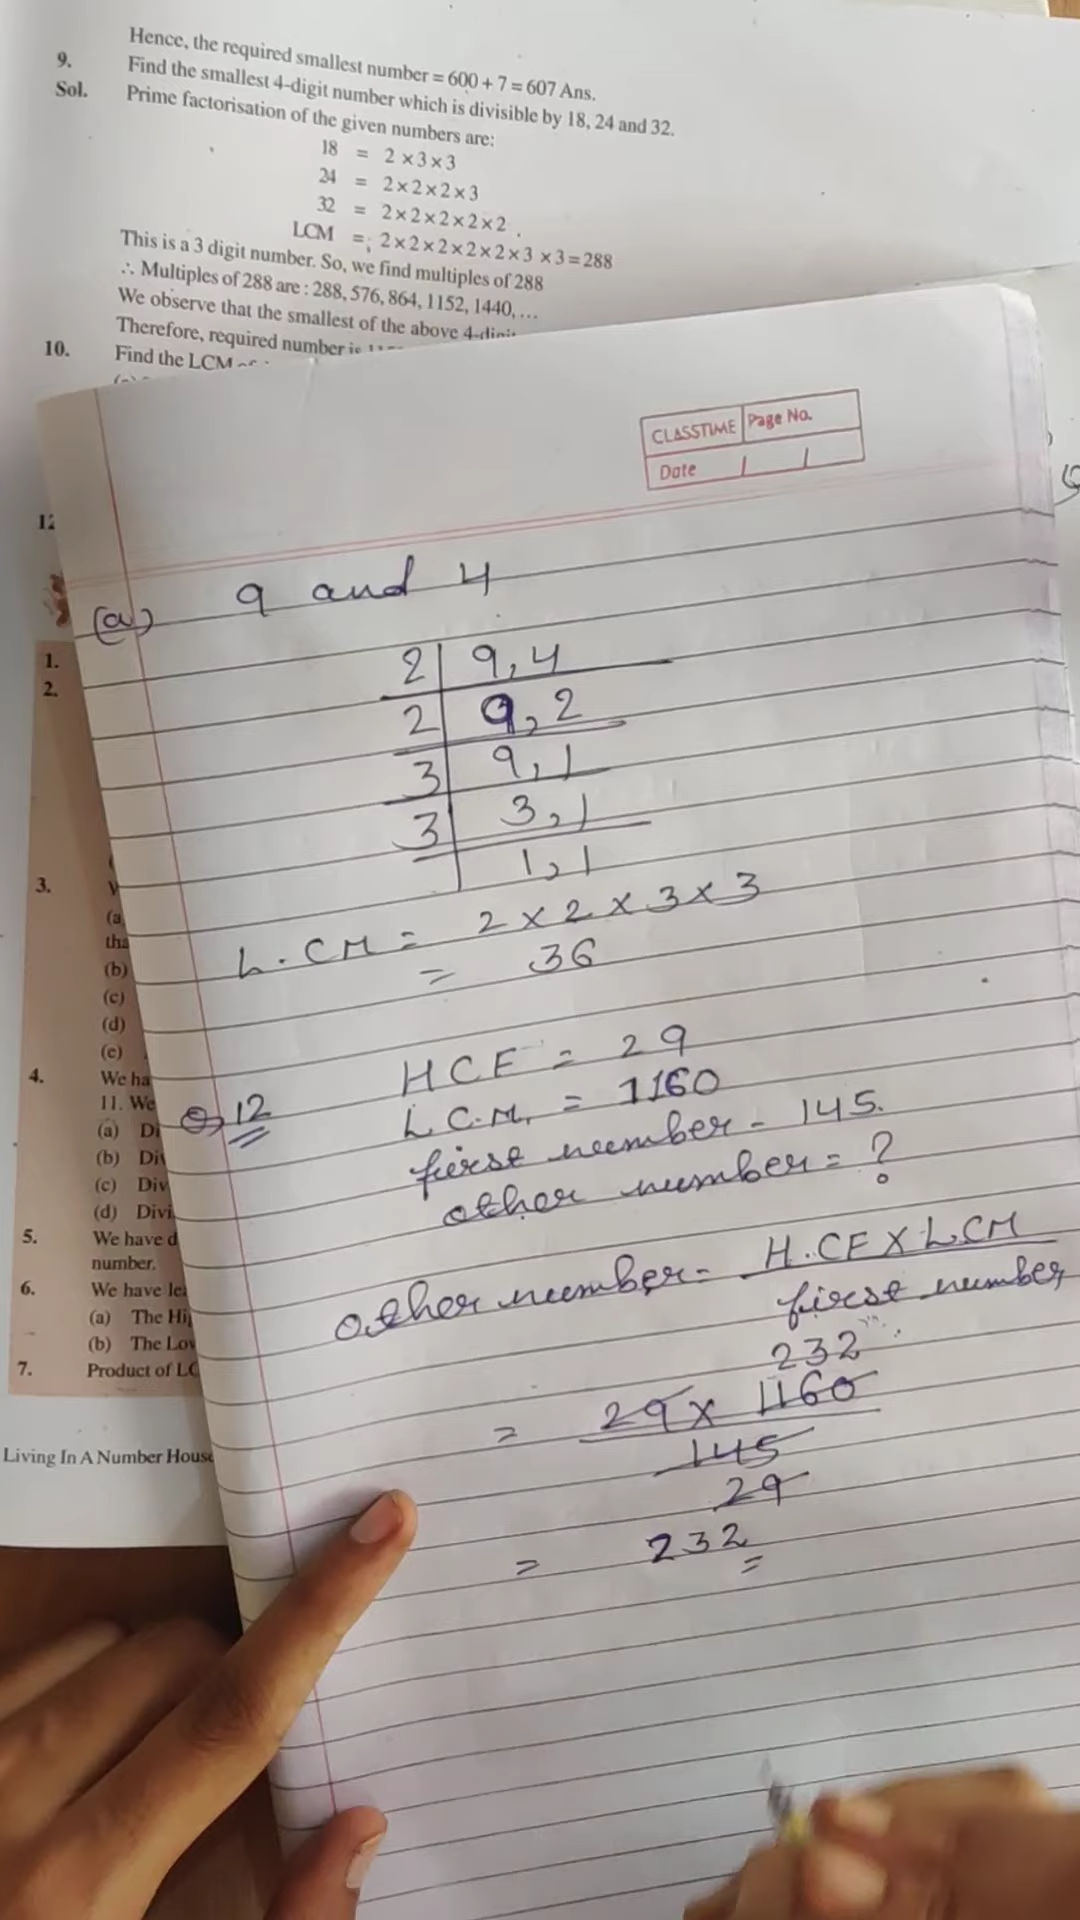 Hence, the required smallest number = 600 + 7 = 607 Ans.
9. Find the smallest 4-digit number which is divisible by 18, 24 and 32.
Sol. Prime factorisation of the given numbers are:
18 = 2 × 3 × 3
24 = 2 × 2 × 2 × 3
32 = 2 × 2 × 2 × 2 × 2
LCM = 2 × 2 × 2 × 2 × 2 × 3 × 3 = 288
This is a 3 digit number. So, we find multiples of 288
∴ Multiples of 288 are : 288, 576, 864, 1152, 1440, ...
We observe that the smallest of the above 4-digit
Therefore, required number is
10. Find the LCM
CLASSTIME Page No.
Date / /
12
(a) 9 and 4
2 | 9, 4
2 | 9, 2
3 | 9, 1
3 | 3, 1
1, 1
L.CM = 2 × 2 × 3 × 3
= 36
Q.12 HCF = 29
L.C.M. = 1160
first number - 145.
other number = ?
other number = H.CF X L.CM
first number
232
= 29 × 1160
145
29
= 232
1.
2.
3.
(a
tha
(b)
(c)
(d)
(e)
4. We ha
11. We
(a) Di
(b) Div
(c) Div
(d) Divi
5. We have d
number.
6. We have le
(a) The Hi
(b) The Lo
7. Product of LC
Living In A Number House